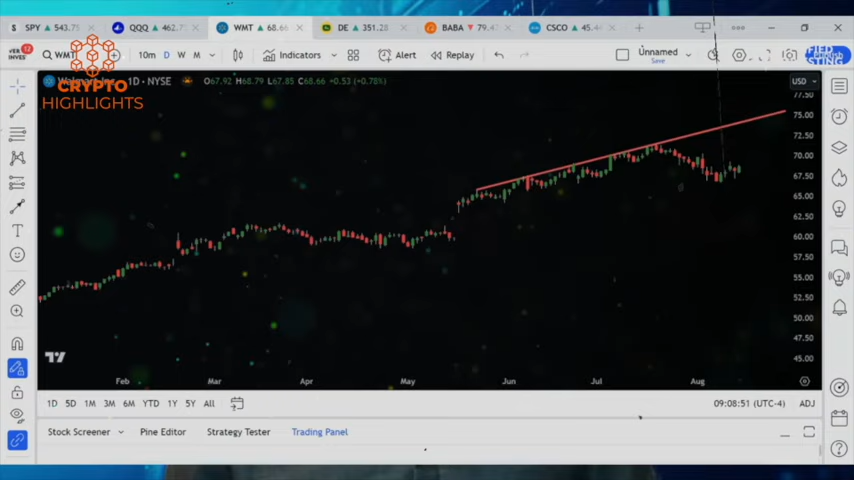 S SPY ▲ 543.75 QQQ ▲ 462.7 WMT ▲ 68.66 × DE ▲ 351.28 BABA ▼ 79.4 CSCO ▲ 45.4
WMT 10m D W M Indicators Alert Replay Unnamed
Save
CRYPTO
HIGHLIGHTS
1D · NYSE O67.92 H68.79 L67.85 C68.66 +0.53 (+0.78%)
USD
77.50
75.00
72.50
70.00
67.50
65.00
62.50
60.00
57.50
55.00
52.50
50.00
47.50
45.00
Feb Mar Apr May Jun Jul Aug
1D 5D 1M 3M 6M YTD 1Y 5Y All 09:08:51 (UTC-4) ADJ
Stock Screener Pine Editor Strategy Tester Trading Panel